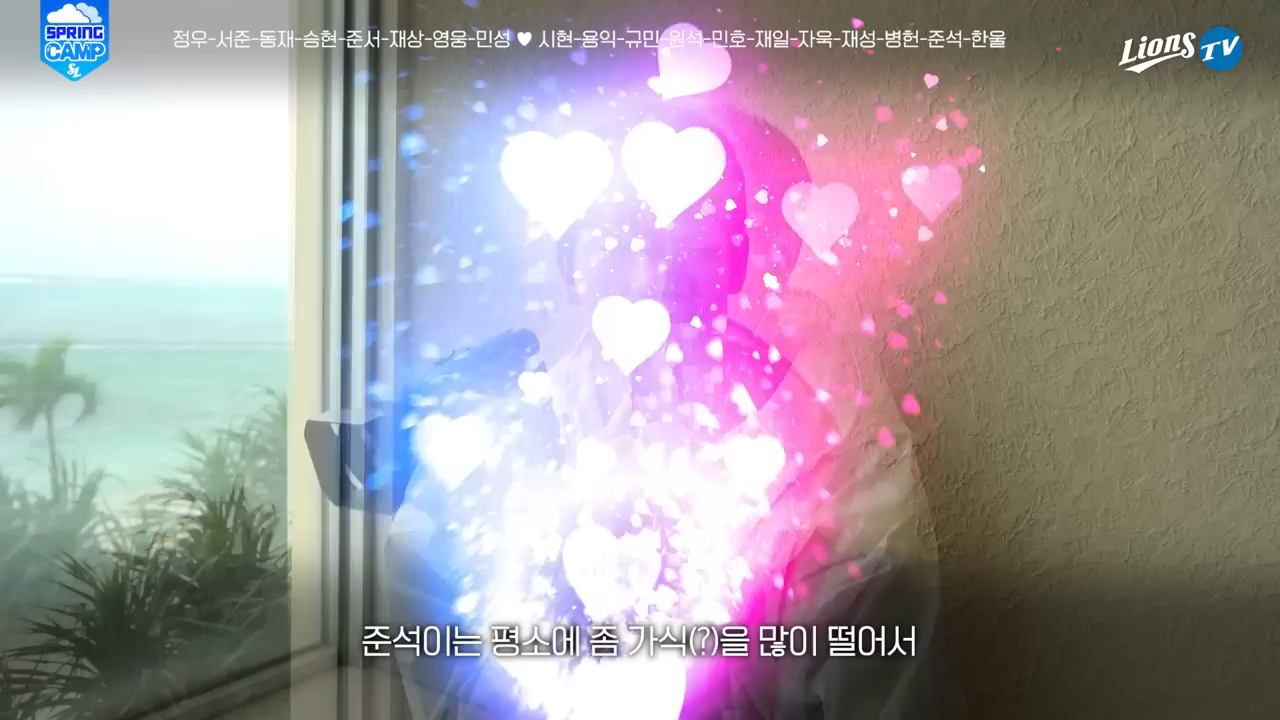 SPRING
CAMP
SL
정우-서준-동재-승현-준서-재상-영웅-민성 ♥ 시현-용익-규민-원석-민호-재일-자욱-재성-병헌-준석-한울
Lions TV
준석이는 평소에 좀 가식(?)을 많이 떨어서